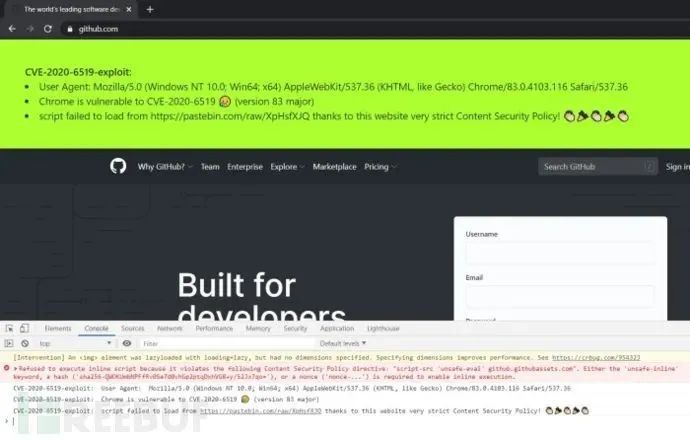 The world's leading software dev
github.com
CVE-2020-6519-exploit:
• User Agent: Mozilla/5.0 (Windows NT 10.0; Win64; x64) AppleWebKit/537.36 (KHTML, like Gecko) Chrome/83.0.4103.116 Safari/537.36
• Chrome is vulnerable to CVE-2020-6519 (version 83 major)
• script failed to load from https://pastebin.com/raw/XpHsfXJQ thanks to this website very strict Content Security Policy!
GitHub
Why GitHub? Team Enterprise Explore Marketplace Pricing Search GitHub / Sign in
Username
Email
Built for
developers
Password
Elements Console Sources Network Performance Memory Security Application Lighthouse
top Filter Default levels
[Intervention] An <img> element was lazyloaded with loading=lazy, but had no dimensions specified. Specifying dimensions improves performance. See https://crbug.com/954323
Refused to execute inline script because it violates the following Content Security Policy directive: "script-src 'unsafe-eval' github.githubassets.com". Either the 'unsafe-inline'
keyword, a hash or a nonce ('nonce-...') is required to enable inline execution.
CVE-2020-6519-exploit: User Agent: Mozilla/5.0 (Windows NT 10.0; Win64; x64) AppleWebKit/537.36 (KHTML, like Gecko) Chrome/83.0.4103.116 Safari/537.36
CVE-2020-6519-exploit: Chrome is vulnerable to CVE-2020-6519 (version 83 major)
CVE-2020-6519-exploit: script failed to load from https://pastebin.com/raw/XpHsfXJQ thanks to this website very strict Content Security Policy!
FREEBUF